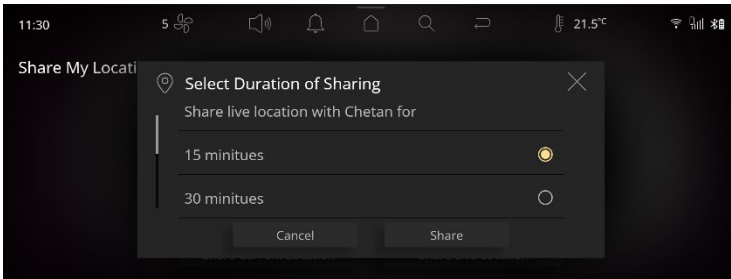 11:30 5 21.5°C
Share My Locati
Select Duration of Sharing
Share live location with Chetan for
15 minitues
30 minitues
Cancel Share